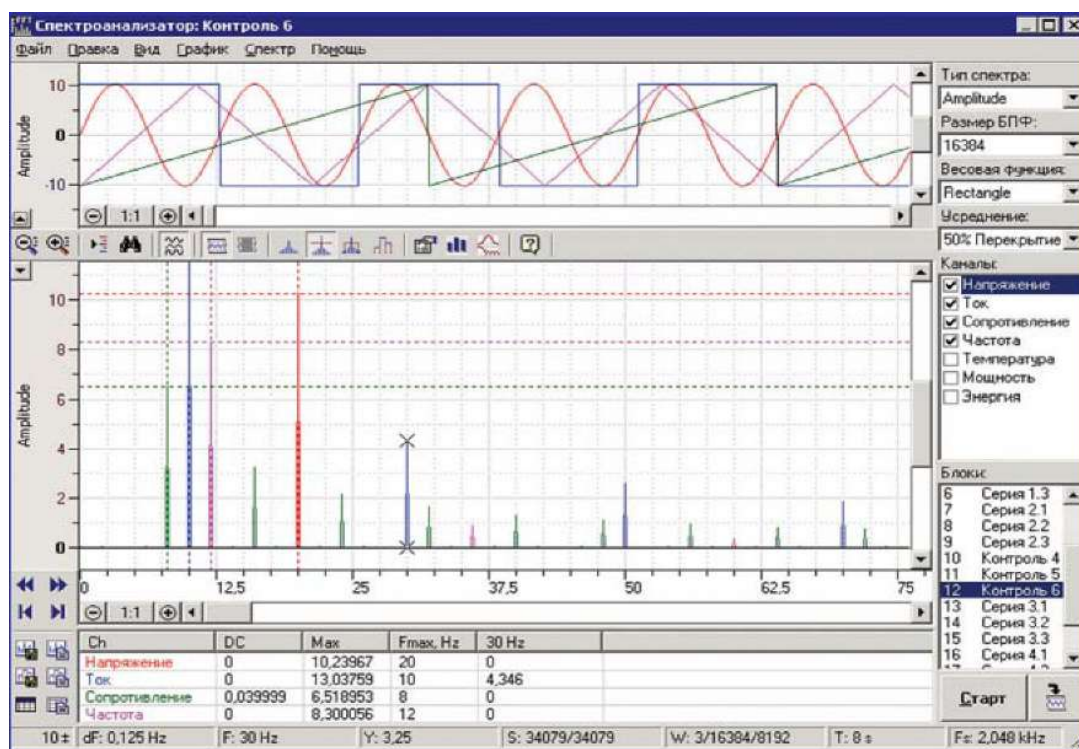 Спектроанализатор: Контроль 6
Файл Правка Вид График Спектр Помощь
Amplitude
10
0
-10
1:1
Тип спектра:
Amplitude
Размер БПФ:
16384
Весовая функция:
Rectangle
Усреднение:
50% Перекрытие
Каналы:
Напряжение
Ток
Сопротивление
Частота
Температура
Мощность
Энергия
Amplitude
10
8
6
4
2
0
0 12,5 25 37,5 50 62,5 75
1:1
Блоки:
6 Серия 1.3
7 Серия 2.1
8 Серия 2.2
9 Серия 2.3
10 Контроль 4
11 Контроль 5
12 Контроль 6
13 Серия 3.1
14 Серия 3.2
15 Серия 3.3
16 Серия 4.1
Старт
Ch DC Max Fmax, Hz 30 Hz
Напряжение 0 10,23967 20 0
Ток 0 13,03759 10 4,346
Сопротивление 0,039999 6,518953 8 0
Частота 0 8,300056 12 0
10± dF: 0,125 Hz F: 30 Hz Y: 3,25 S: 34079/34079 W: 3/16384/8192 T: 8 s Fs: 2,048 kHz